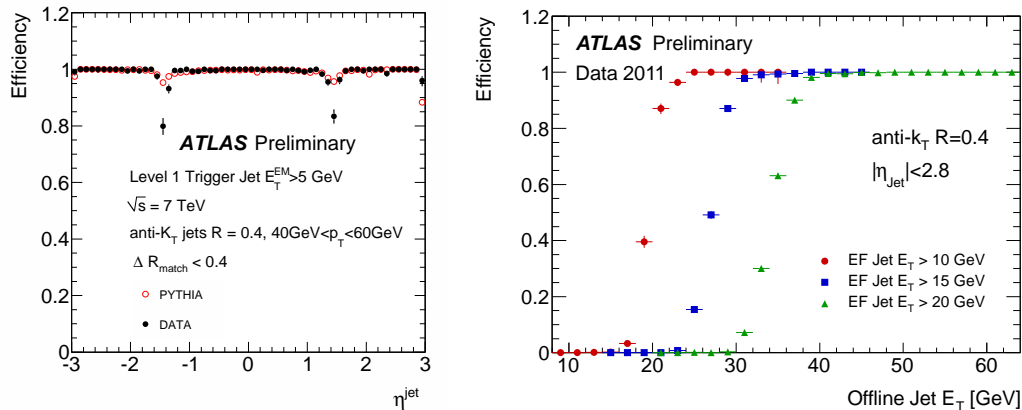 Efficiency
1.2
1
0.8
0.6
0.4
0.2
0
ATLAS Preliminary
Level 1 Trigger Jet E_T^EM>5 GeV
√s = 7 TeV
anti-K_T jets R = 0.4, 40GeV<p_T<60GeV
Δ R_match < 0.4
PYTHIA
DATA
-3 -2 -1 0 1 2 3
η^jet
Efficiency
1.2
1.0
0.8
0.6
0.4
0.2
0
ATLAS Preliminary
Data 2011
anti-k_T R=0.4
|η_Jet|<2.8
EF Jet E_T > 10 GeV
EF Jet E_T > 15 GeV
EF Jet E_T > 20 GeV
10 20 30 40 50 60
Offline Jet E_T [GeV]